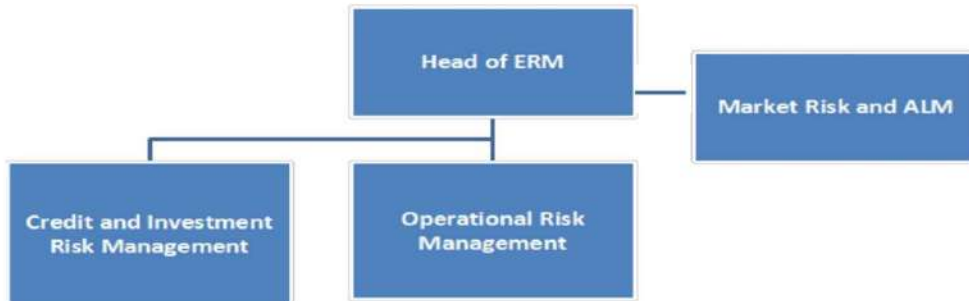 Head of ERM
Market Risk and ALM
Credit and Investment
Risk Management
Operational Risk
Management